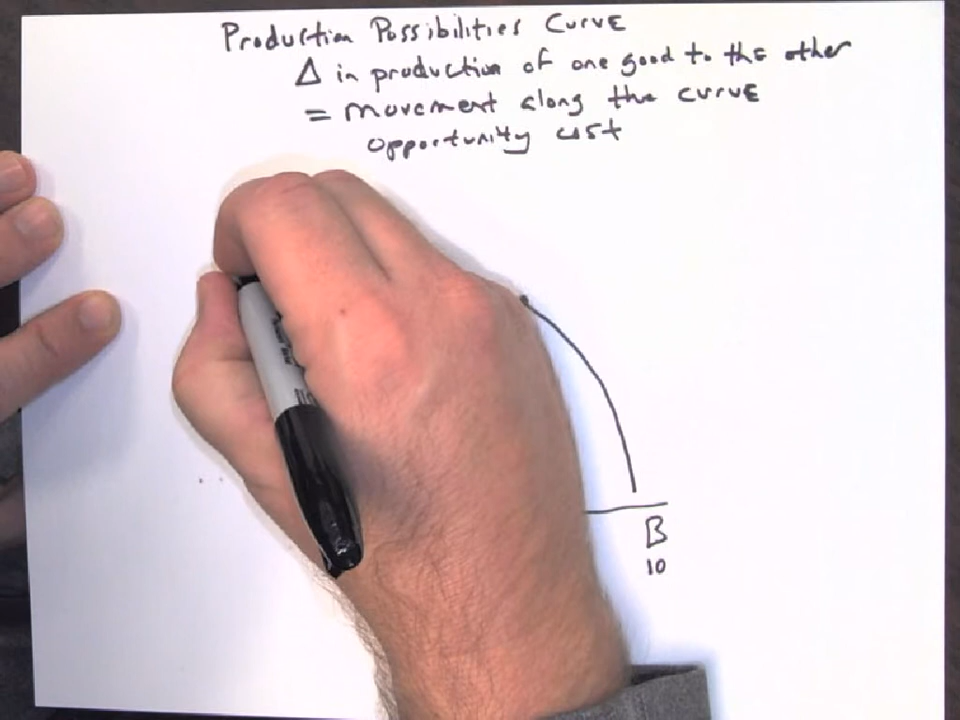 Production Possibilities Curve
Δ in production of one good to the other
= movement along the curve
opportunity cost
B
10